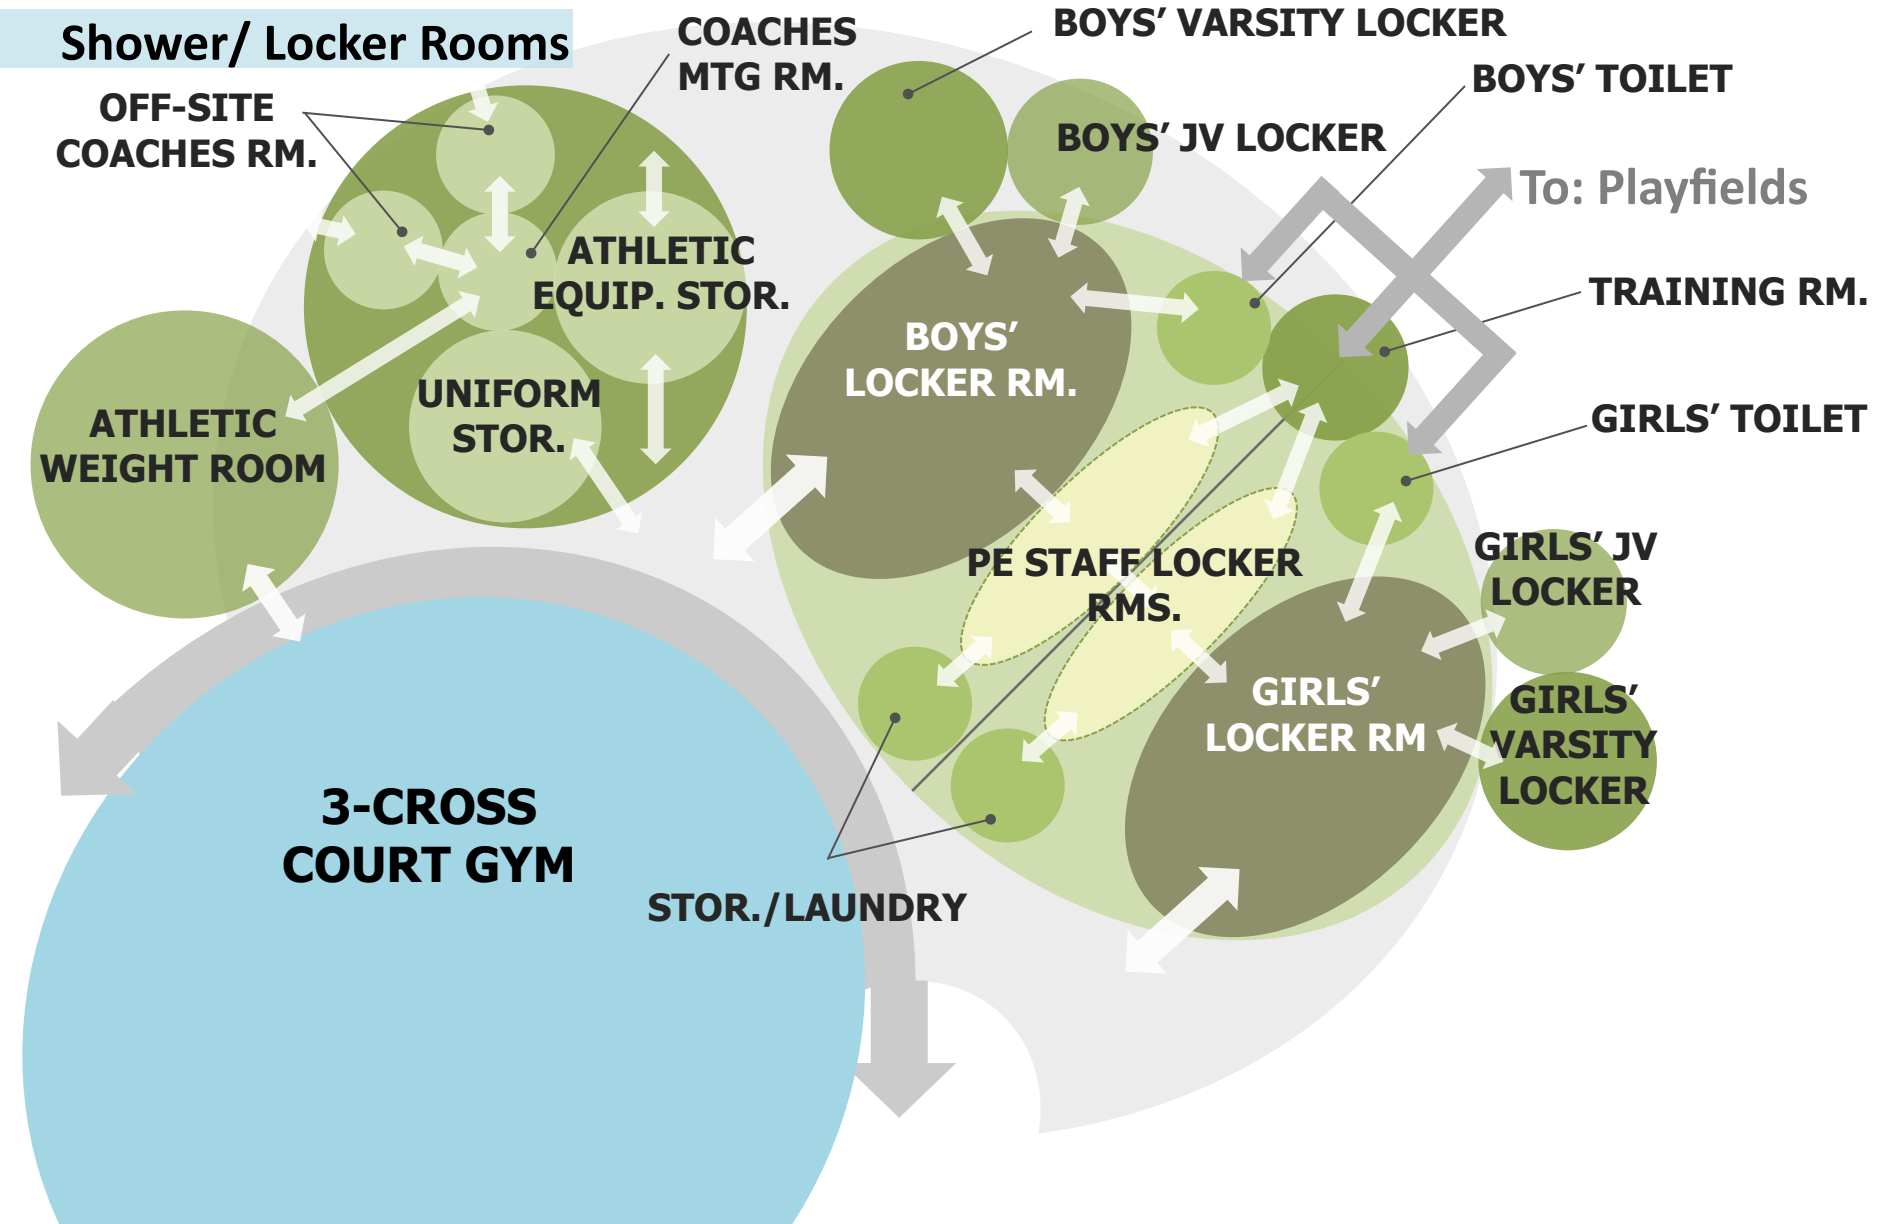 Shower/ Locker Rooms
COACHES
MTG RM.
BOYS’ VARSITY LOCKER
BOYS’ TOILET
OFF-SITE
COACHES RM.
BOYS’ JV LOCKER
To: Playfields
ATHLETIC
EQUIP. STOR.
TRAINING RM.
BOYS’
LOCKER RM.
UNIFORM
STOR.
ATHLETIC
WEIGHT ROOM
GIRLS’ TOILET
PE STAFF LOCKER
RMS.
GIRLS’ JV
LOCKER
GIRLS’
LOCKER RM
GIRLS’
VARSITY
LOCKER
3-CROSS
COURT GYM
STOR./LAUNDRY